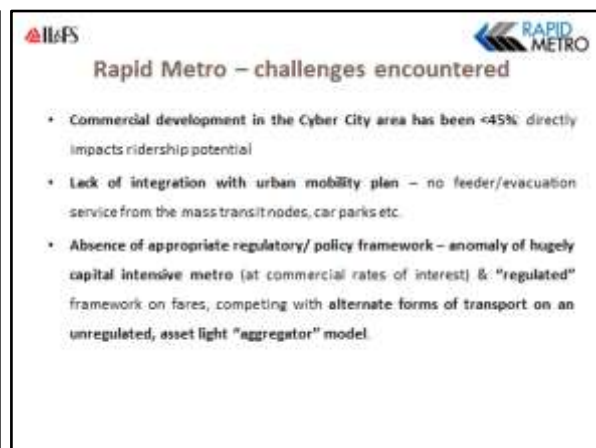 IL&FS
RAPID
METRO
Rapid Metro – challenges encountered
• Commercial development in the Cyber City area has been <45% directly
impacts ridership potential
• Lack of integration with urban mobility plan – no feeder/evacuation
service from the mass transit nodes, car parks etc.
• Absence of appropriate regulatory/ policy framework – anomaly of hugely
capital intensive metro (at commercial rates of interest) & "regulated"
framework on fares, competing with alternate forms of transport on an
unregulated, asset light "aggregator" model.